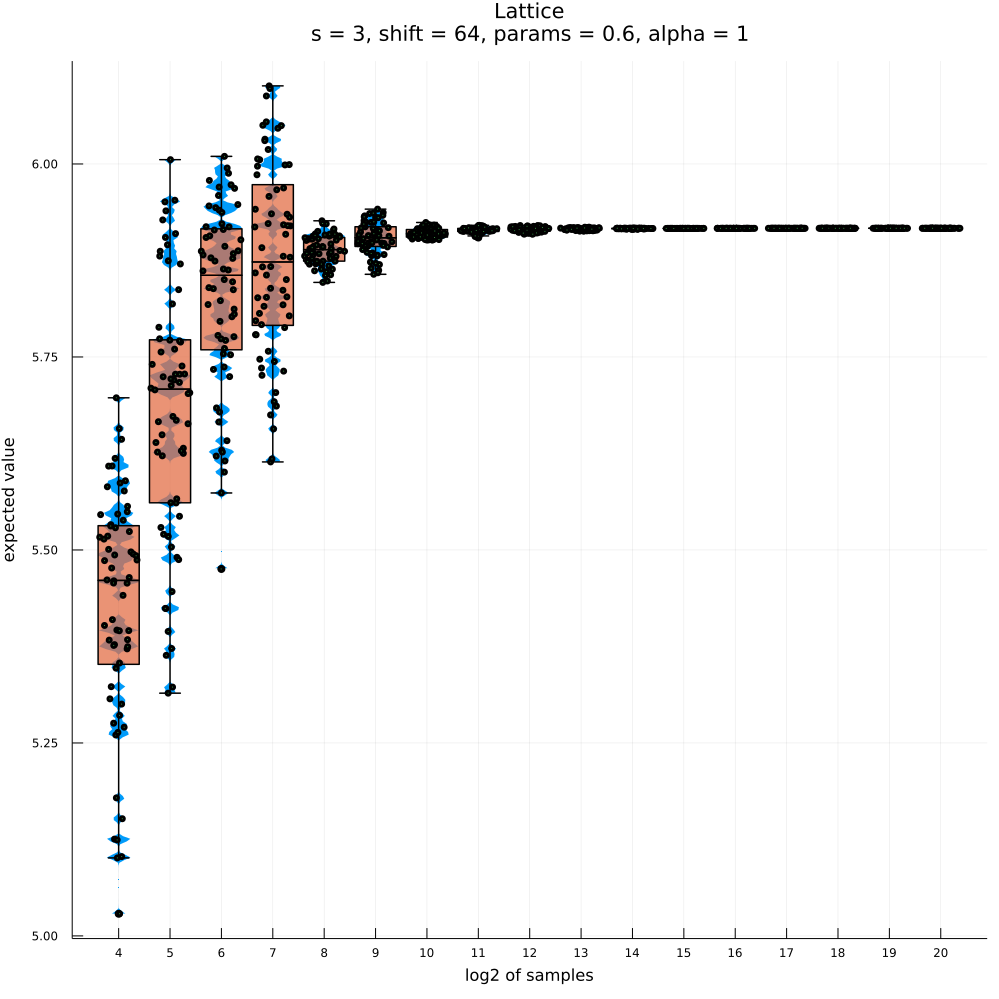 Lattice
s = 3, shift = 64, params = 0.6, alpha = 1
expected value
6.00
5.75
5.50
5.25
5.00
4 5 6 7 8 9 10 11 12 13 14 15 16 17 18 19 20
log2 of samples